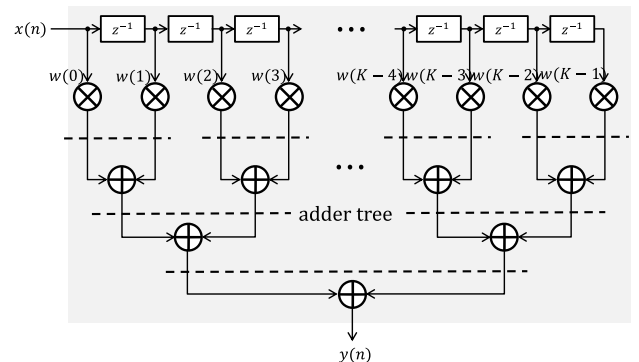 x(n) z⁻¹ z⁻¹ z⁻¹ ••• z⁻¹ z⁻¹ z⁻¹
w(0) w(1) w(2) w(3) w(K−4) w(K−3) w(K−2) w(K−1)
•••
adder tree
y(n)